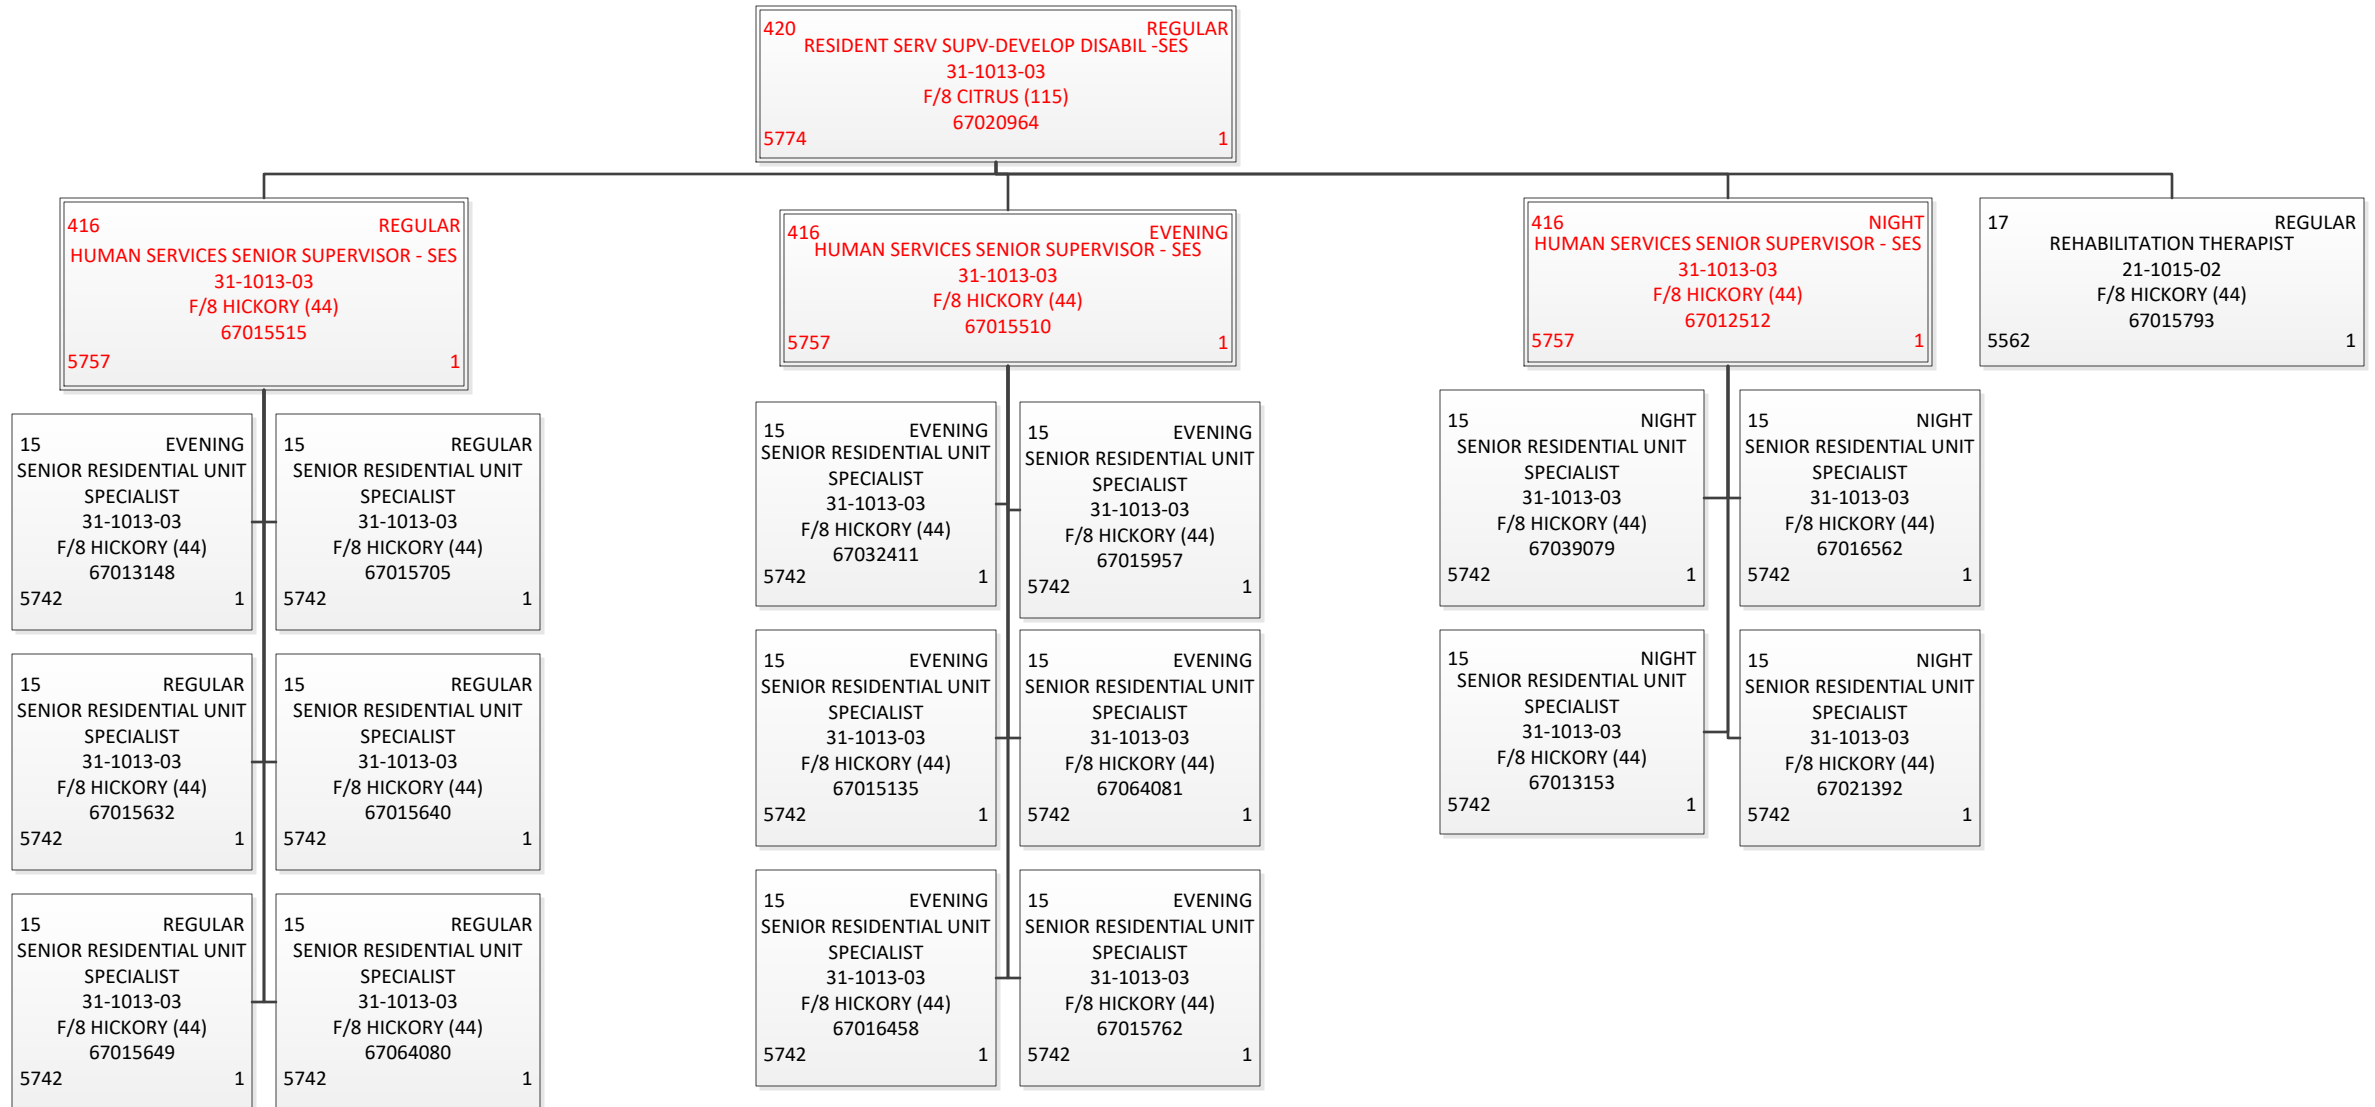 420 REGULAR
RESIDENT SERV SUPV-DEVELOP DISABIL -SES
31-1013-03
F/8 CITRUS (115)
67020964
5774 1
416 REGULAR
HUMAN SERVICES SENIOR SUPERVISOR - SES
31-1013-03
F/8 HICKORY (44)
67015515
5757 1
416 EVENING
HUMAN SERVICES SENIOR SUPERVISOR - SES
31-1013-03
F/8 HICKORY (44)
67015510
5757 1
416 NIGHT
HUMAN SERVICES SENIOR SUPERVISOR - SES
31-1013-03
F/8 HICKORY (44)
67012512
5757 1
17 REGULAR
REHABILITATION THERAPIST
21-1015-02
F/8 HICKORY (44)
67015793
5562 1
15 EVENING
SENIOR RESIDENTIAL UNIT
SPECIALIST
31-1013-03
F/8 HICKORY (44)
67013148
5742 1
15 REGULAR
SENIOR RESIDENTIAL UNIT
SPECIALIST
31-1013-03
F/8 HICKORY (44)
67015705
5742 1
15 EVENING
SENIOR RESIDENTIAL UNIT
SPECIALIST
31-1013-03
F/8 HICKORY (44)
67032411
5742 1
15 EVENING
SENIOR RESIDENTIAL UNIT
SPECIALIST
31-1013-03
F/8 HICKORY (44)
67015957
5742 1
15 NIGHT
SENIOR RESIDENTIAL UNIT
SPECIALIST
31-1013-03
F/8 HICKORY (44)
67039079
5742 1
15 NIGHT
SENIOR RESIDENTIAL UNIT
SPECIALIST
31-1013-03
F/8 HICKORY (44)
67016562
5742 1
15 REGULAR
SENIOR RESIDENTIAL UNIT
SPECIALIST
31-1013-03
F/8 HICKORY (44)
67015632
5742 1
15 REGULAR
SENIOR RESIDENTIAL UNIT
SPECIALIST
31-1013-03
F/8 HICKORY (44)
67015640
5742 1
15 EVENING
SENIOR RESIDENTIAL UNIT
SPECIALIST
31-1013-03
F/8 HICKORY (44)
67015135
5742 1
15 EVENING
SENIOR RESIDENTIAL UNIT
SPECIALIST
31-1013-03
F/8 HICKORY (44)
67064081
5742 1
15 NIGHT
SENIOR RESIDENTIAL UNIT
SPECIALIST
31-1013-03
F/8 HICKORY (44)
67013153
5742 1
15 NIGHT
SENIOR RESIDENTIAL UNIT
SPECIALIST
31-1013-03
F/8 HICKORY (44)
67021392
5742 1
15 REGULAR
SENIOR RESIDENTIAL UNIT
SPECIALIST
31-1013-03
F/8 HICKORY (44)
67015649
5742 1
15 REGULAR
SENIOR RESIDENTIAL UNIT
SPECIALIST
31-1013-03
F/8 HICKORY (44)
67064080
5742 1
15 EVENING
SENIOR RESIDENTIAL UNIT
SPECIALIST
31-1013-03
F/8 HICKORY (44)
67016458
5742 1
15 EVENING
SENIOR RESIDENTIAL UNIT
SPECIALIST
31-1013-03
F/8 HICKORY (44)
67015762
5742 1